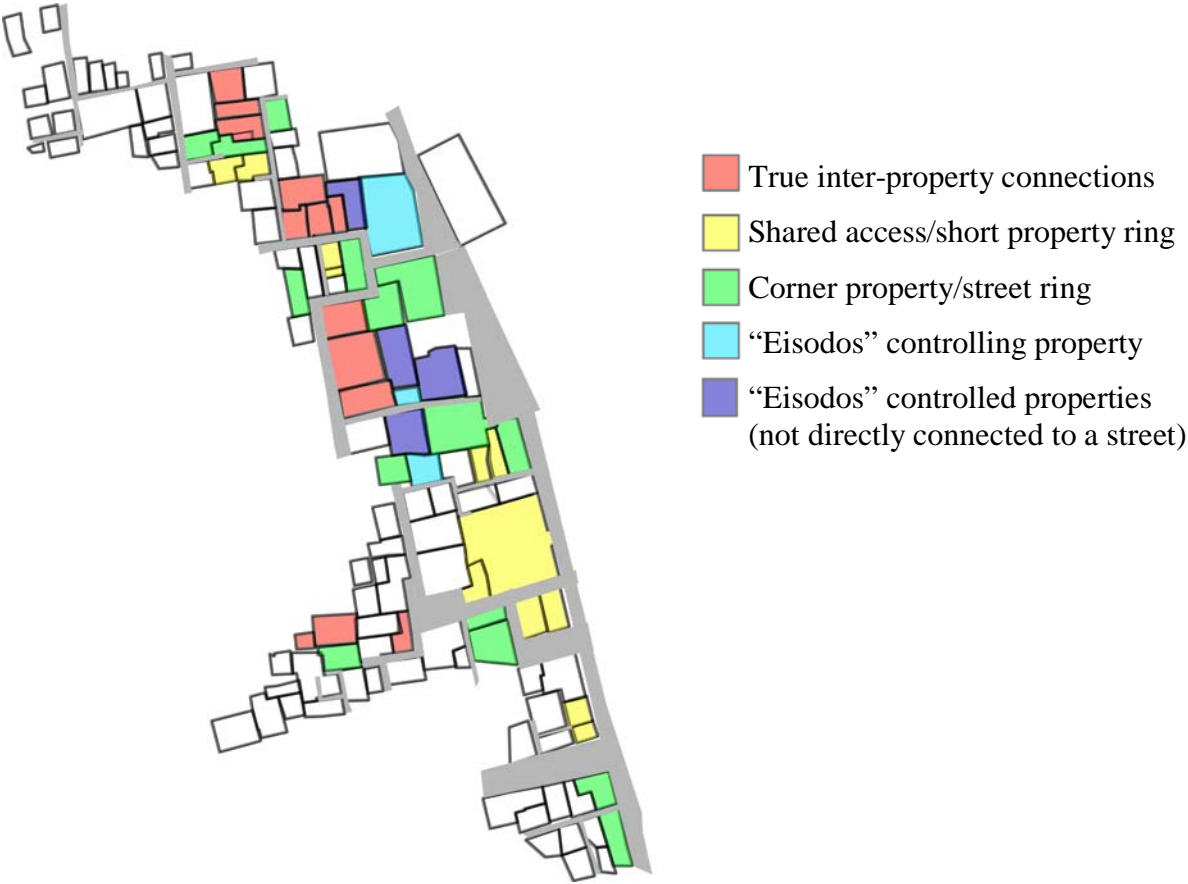 True inter-property connections
Shared access/short property ring
Corner property/street ring
“Eisodos” controlling property
“Eisodos” controlled properties
(not directly connected to a street)